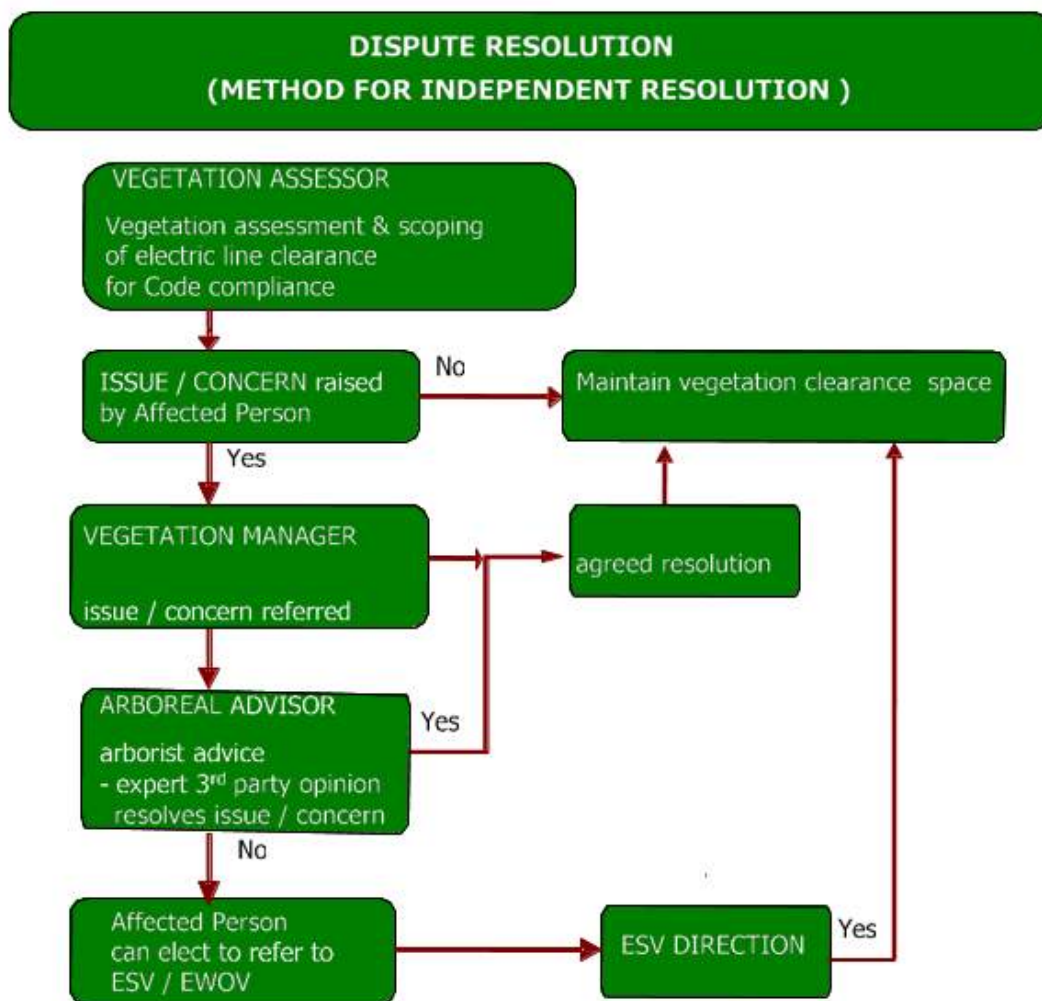 DISPUTE RESOLUTION
(METHOD FOR INDEPENDENT RESOLUTION )
VEGETATION ASSESSOR
Vegetation assessment & scoping
of electric line clearance
for Code compliance
ISSUE / CONCERN raised
by Affected Person
No
Maintain vegetation clearance space
Yes
VEGETATION MANAGER
issue / concern referred
agreed resolution
ARBOREAL ADVISOR
arborist advice
- expert 3rd party opinion
resolves issue / concern
Yes
No
Affected Person
can elect to refer to
ESV / EWOV
ESV DIRECTION
Yes